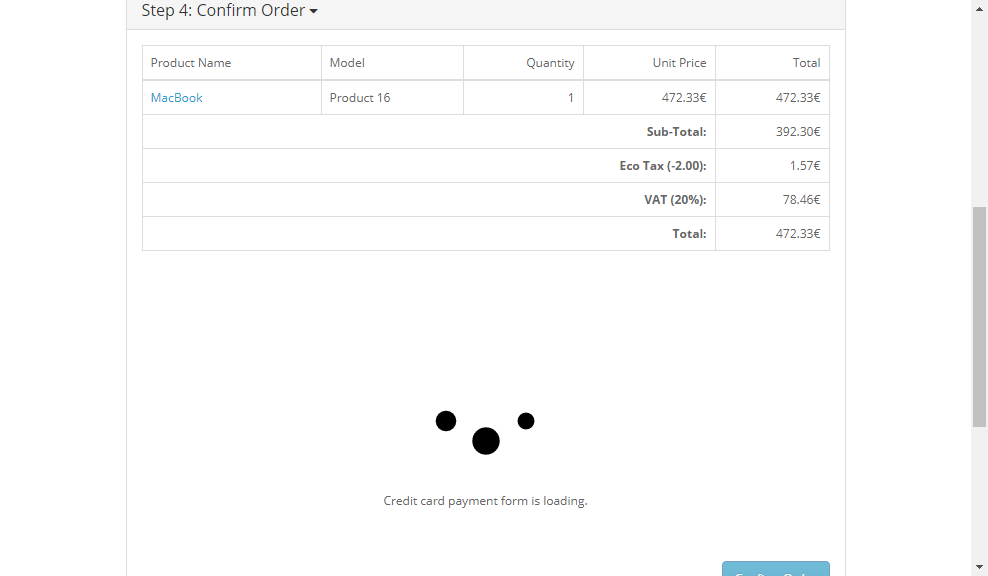 Step 4: Confirm Order
Product Name Model Quantity Unit Price Total
MacBook Product 16 1 472.33€ 472.33€
Sub-Total: 392.30€
Eco Tax (-2.00): 1.57€
VAT (20%): 78.46€
Total: 472.33€
Credit card payment form is loading.